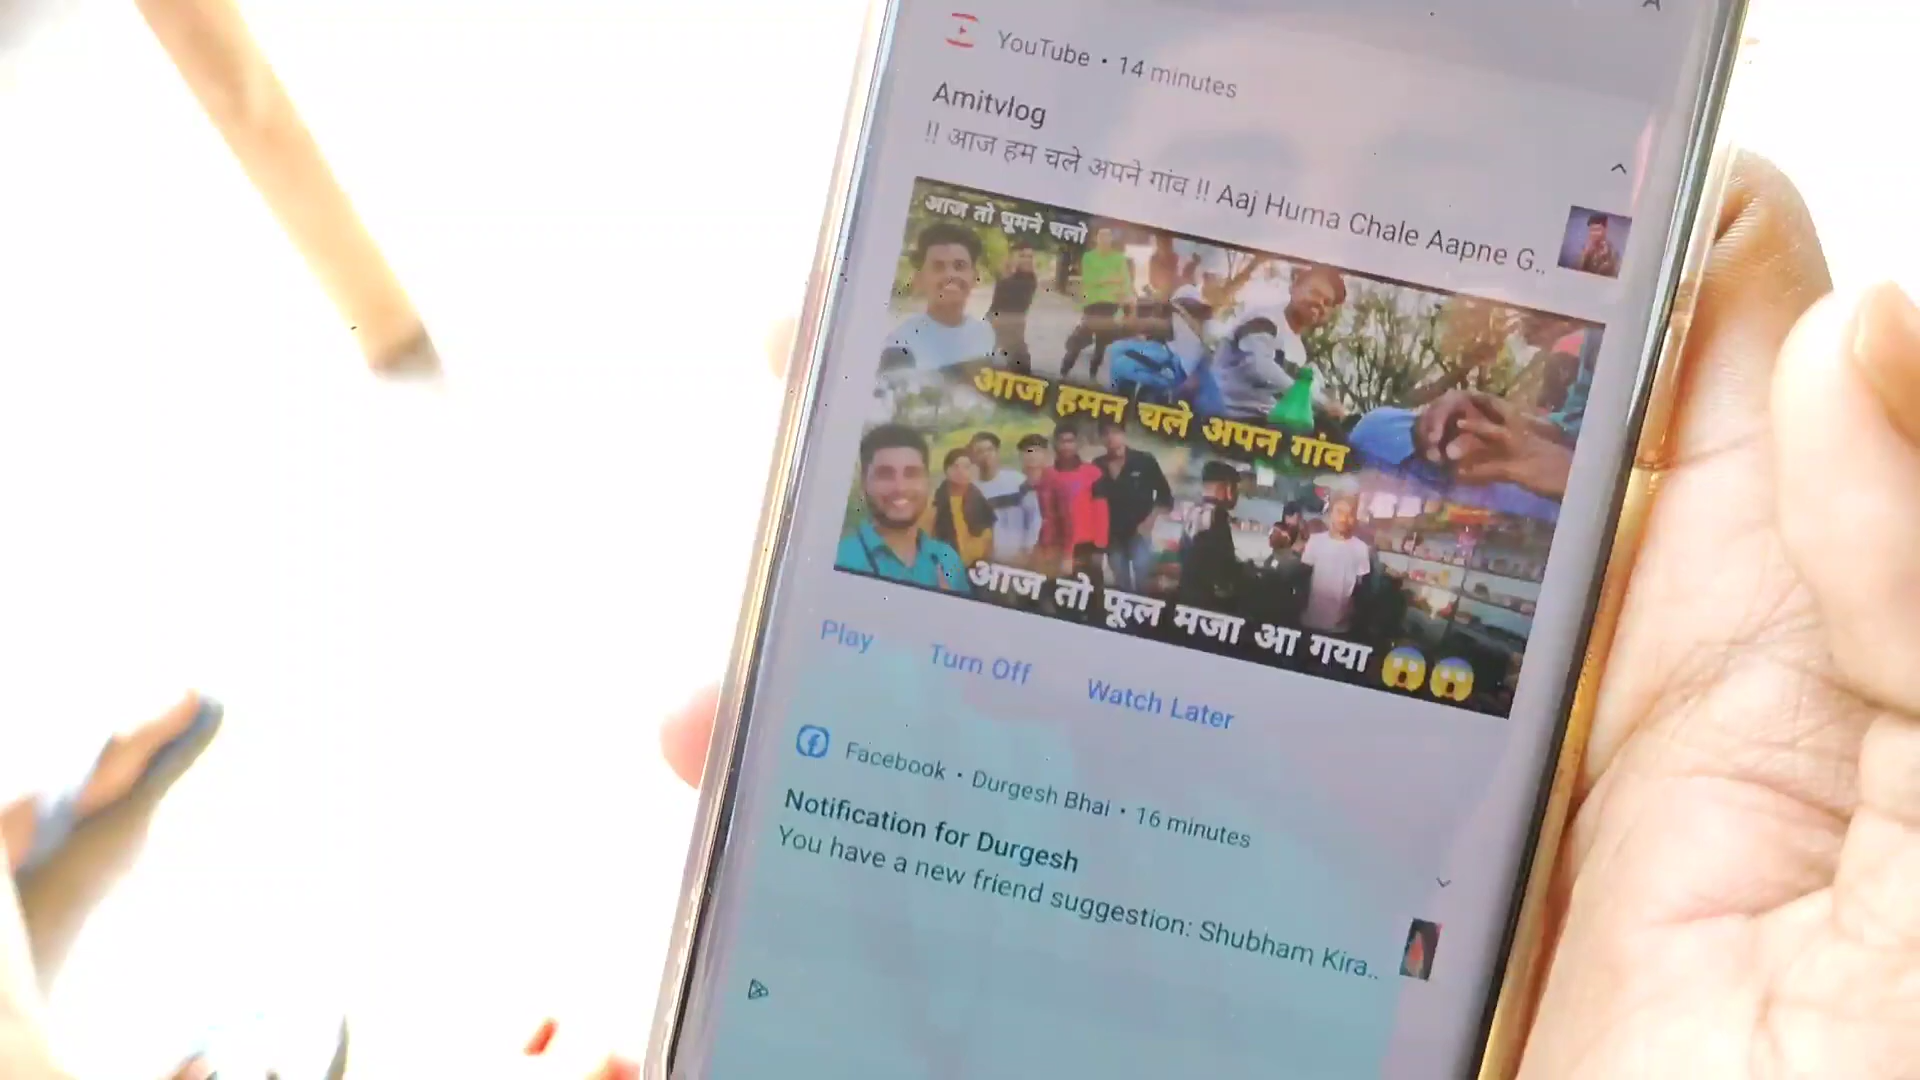 YouTube • 14 minutes
Amitvlog
!! आज हम चले अपने गांव !! Aaj Huma Chale Aapne G..
आज तो घूमने चलो
आज हमन चले अपन गांव
आज तो फूल मजा आ गया 😱😱
Play Turn Off Watch Later
Facebook • Durgesh Bhai • 16 minutes
Notification for Durgesh
You have a new friend suggestion: Shubham Kira..